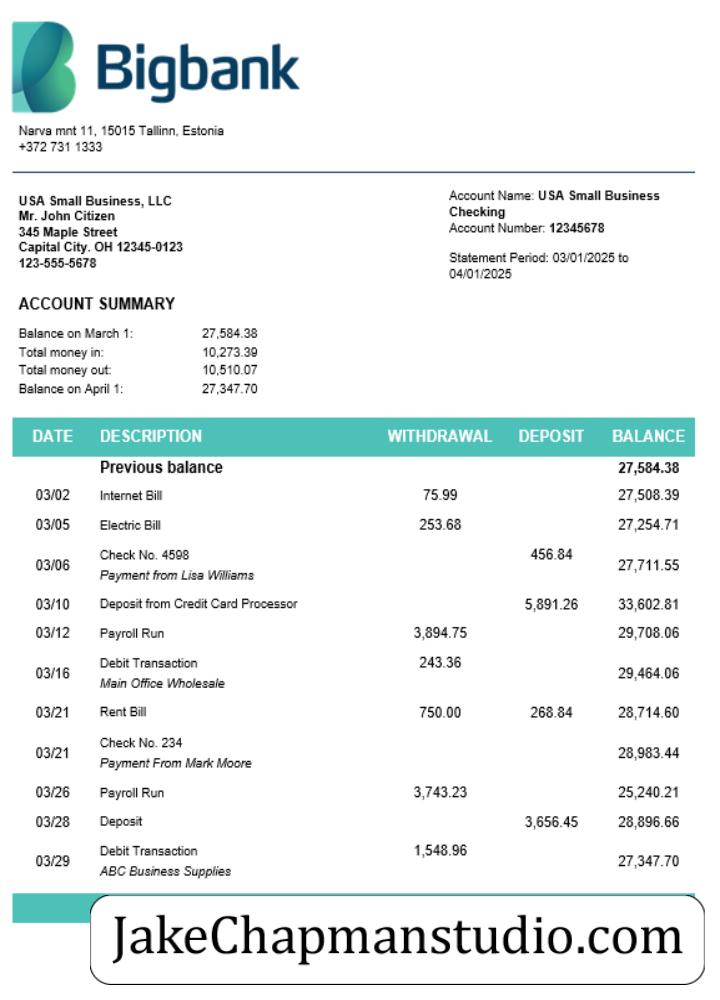 Bigbank
Narva mnt 11, 15015 Tallinn, Estonia
+372 731 1333
USA Small Business, LLC
Mr. John Citizen
345 Maple Street
Capital City. OH 12345-0123
123-555-5678
Account Name: USA Small Business
Checking
Account Number: 12345678
Statement Period: 03/01/2025 to
04/01/2025
ACCOUNT SUMMARY
Balance on March 1: 27,584.38
Total money in: 10,273.39
Total money out: 10,510.07
Balance on April 1: 27,347.70
DATE DESCRIPTION WITHDRAWAL DEPOSIT BALANCE
Previous balance 27,584.38
03/02 Internet Bill 75.99 27,508.39
03/05 Electric Bill 253.68 27,254.71
03/06 Check No. 4598 456.84 27,711.55
Payment from Lisa Williams
03/10 Deposit from Credit Card Processor 5,891.26 33,602.81
03/12 Payroll Run 3,894.75 29,708.06
03/16 Debit Transaction 243.36 29,464.06
Main Office Wholesale
03/21 Rent Bill 750.00 268.84 28,714.60
03/21 Check No. 234 28,983.44
Payment From Mark Moore
03/26 Payroll Run 3,743.23 25,240.21
03/28 Deposit 3,656.45 28,896.66
03/29 Debit Transaction 1,548.96 27,347.70
ABC Business Supplies
JakeChapmanstudio.com